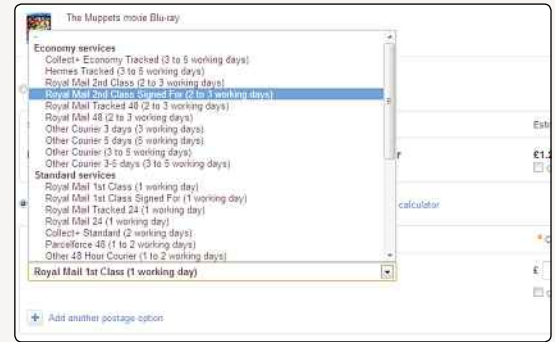 The Muppets movie Blu-ray
-
Economy services
Collect+ Economy Tracked (3 to 5 working days)
Hermes Tracked (3 to 5 working days)
Royal Mail 2nd Class (2 to 3 working days)
Royal Mail 2nd Class Signed For (2 to 3 working days)
Royal Mail Tracked 48 (2 to 3 working days)
Royal Mail 48 (2 to 3 working days)
Other Courier 3 days (3 working days)
Other Courier 5 days (5 working days)
Other Courier (3 to 5 working days)
Other Courier 3-5 days (3 to 5 working days)
Standard services
Royal Mail 1st Class (1 working day)
Royal Mail 1st Class Signed For (1 working day)
Royal Mail Tracked 24 (1 working day)
Royal Mail 24 (1 working day)
Collect+ Standard (2 working days)
Parcelforce 48 (1 to 2 working days)
Other 48 Hour Courier (1 to 2 working days)
Royal Mail 1st Class (1 working day)
calculator
£
+ Add another postage option